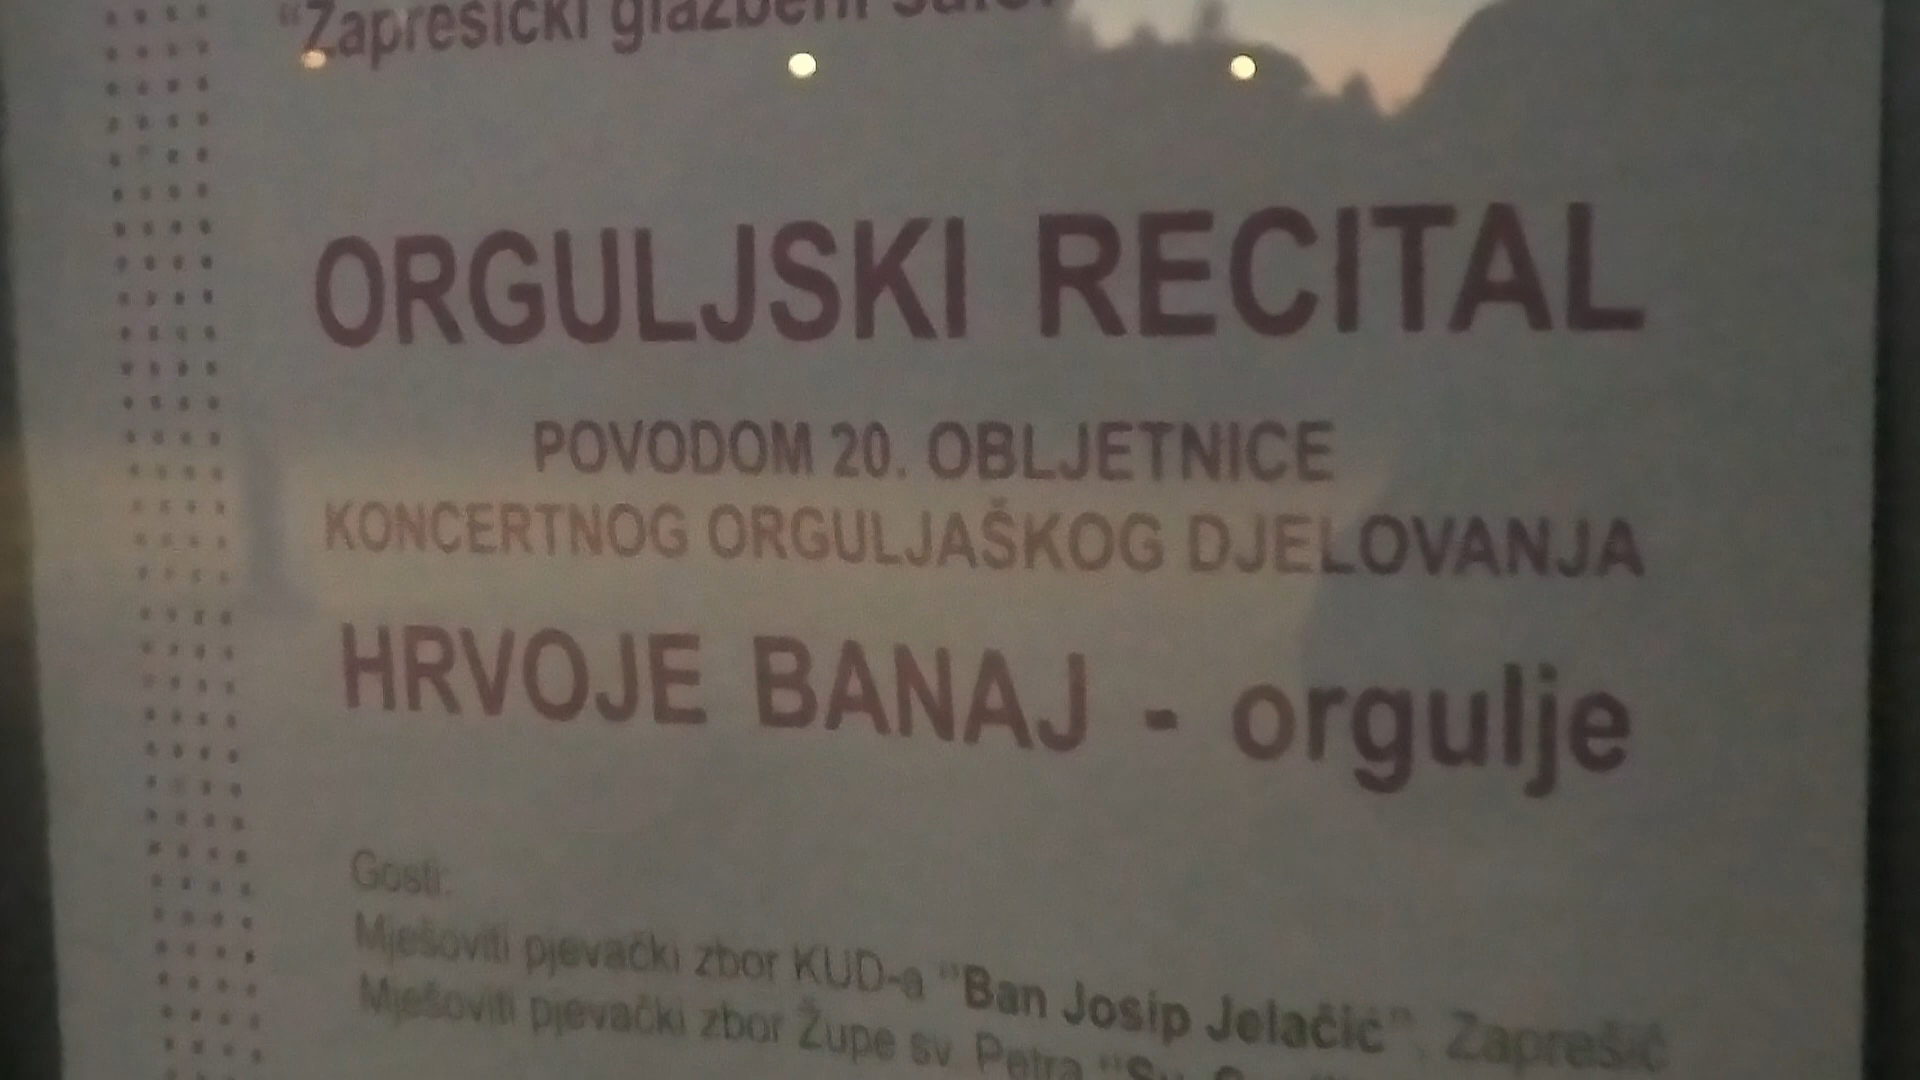 "Zaprešićki glazbeni
ORGULJSKI RECITAL
POVODOM 20. OBLJETNICE
KONCERTNOG ORGULJAŠKOG DJELOVANJA
HRVOJE BANAJ - orgulje
Gosti:
Mješoviti pjevački zbor KUD-a "Ban Josip Jelačić", Zaprešić
Mješoviti pjevački zbor Župe sv. Petra